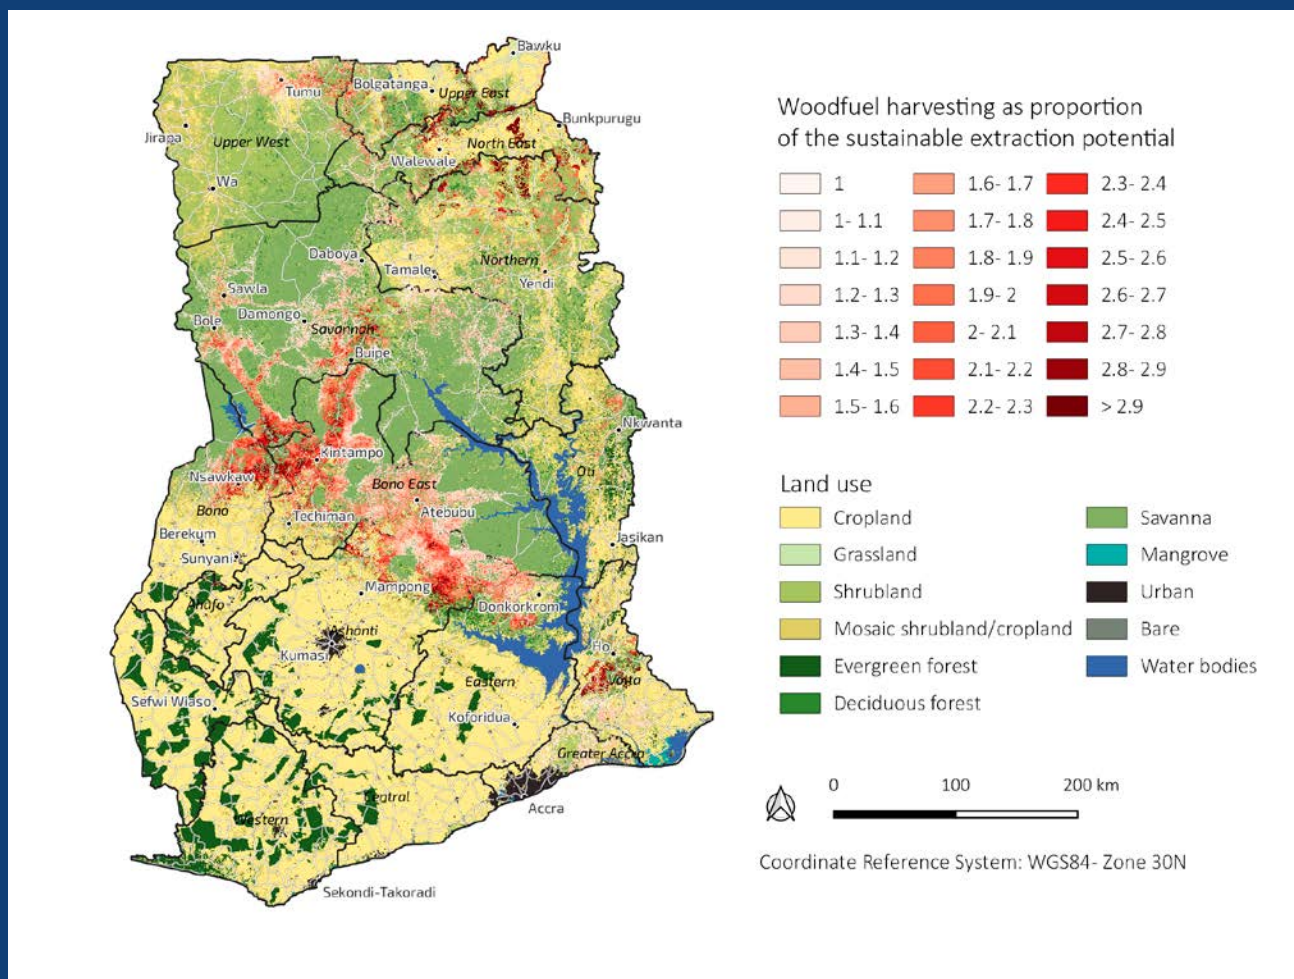 Bawku
Bolgatanga
Tumu
Upper East
Bunkpurugu
Jirapa
Upper West
North East
Walewale
Wa
Daboya
Northern
Tamale
Yendi
Sawla
Damongo
Bole
Savannah
Buipe
Nkwanta
Kintampo
Oti
Nsawkaw
Bono East
Bono
Atebubu
Techiman
Berekum
Jasikan
Sunyani
Mampong
Donkorkrom
Ahafo
Ashanti
Kumasi
Ho
Volta
Eastern
Sefwi Wiaso
Koforidua
Greater Accra
Central
Accra
Western
Sekondi-Takoradi
Woodfuel harvesting as proportion
of the sustainable extraction potential
1
1- 1.1
1.1- 1.2
1.2- 1.3
1.3- 1.4
1.4- 1.5
1.5- 1.6
1.6- 1.7
1.7- 1.8
1.8- 1.9
1.9- 2
2- 2.1
2.1- 2.2
2.2- 2.3
2.3- 2.4
2.4- 2.5
2.5- 2.6
2.6- 2.7
2.7- 2.8
2.8- 2.9
> 2.9
Land use
Cropland
Grassland
Shrubland
Mosaic shrubland/cropland
Evergreen forest
Deciduous forest
Savanna
Mangrove
Urban
Bare
Water bodies
0 100 200 km
Coordinate Reference System: WGS84- Zone 30N